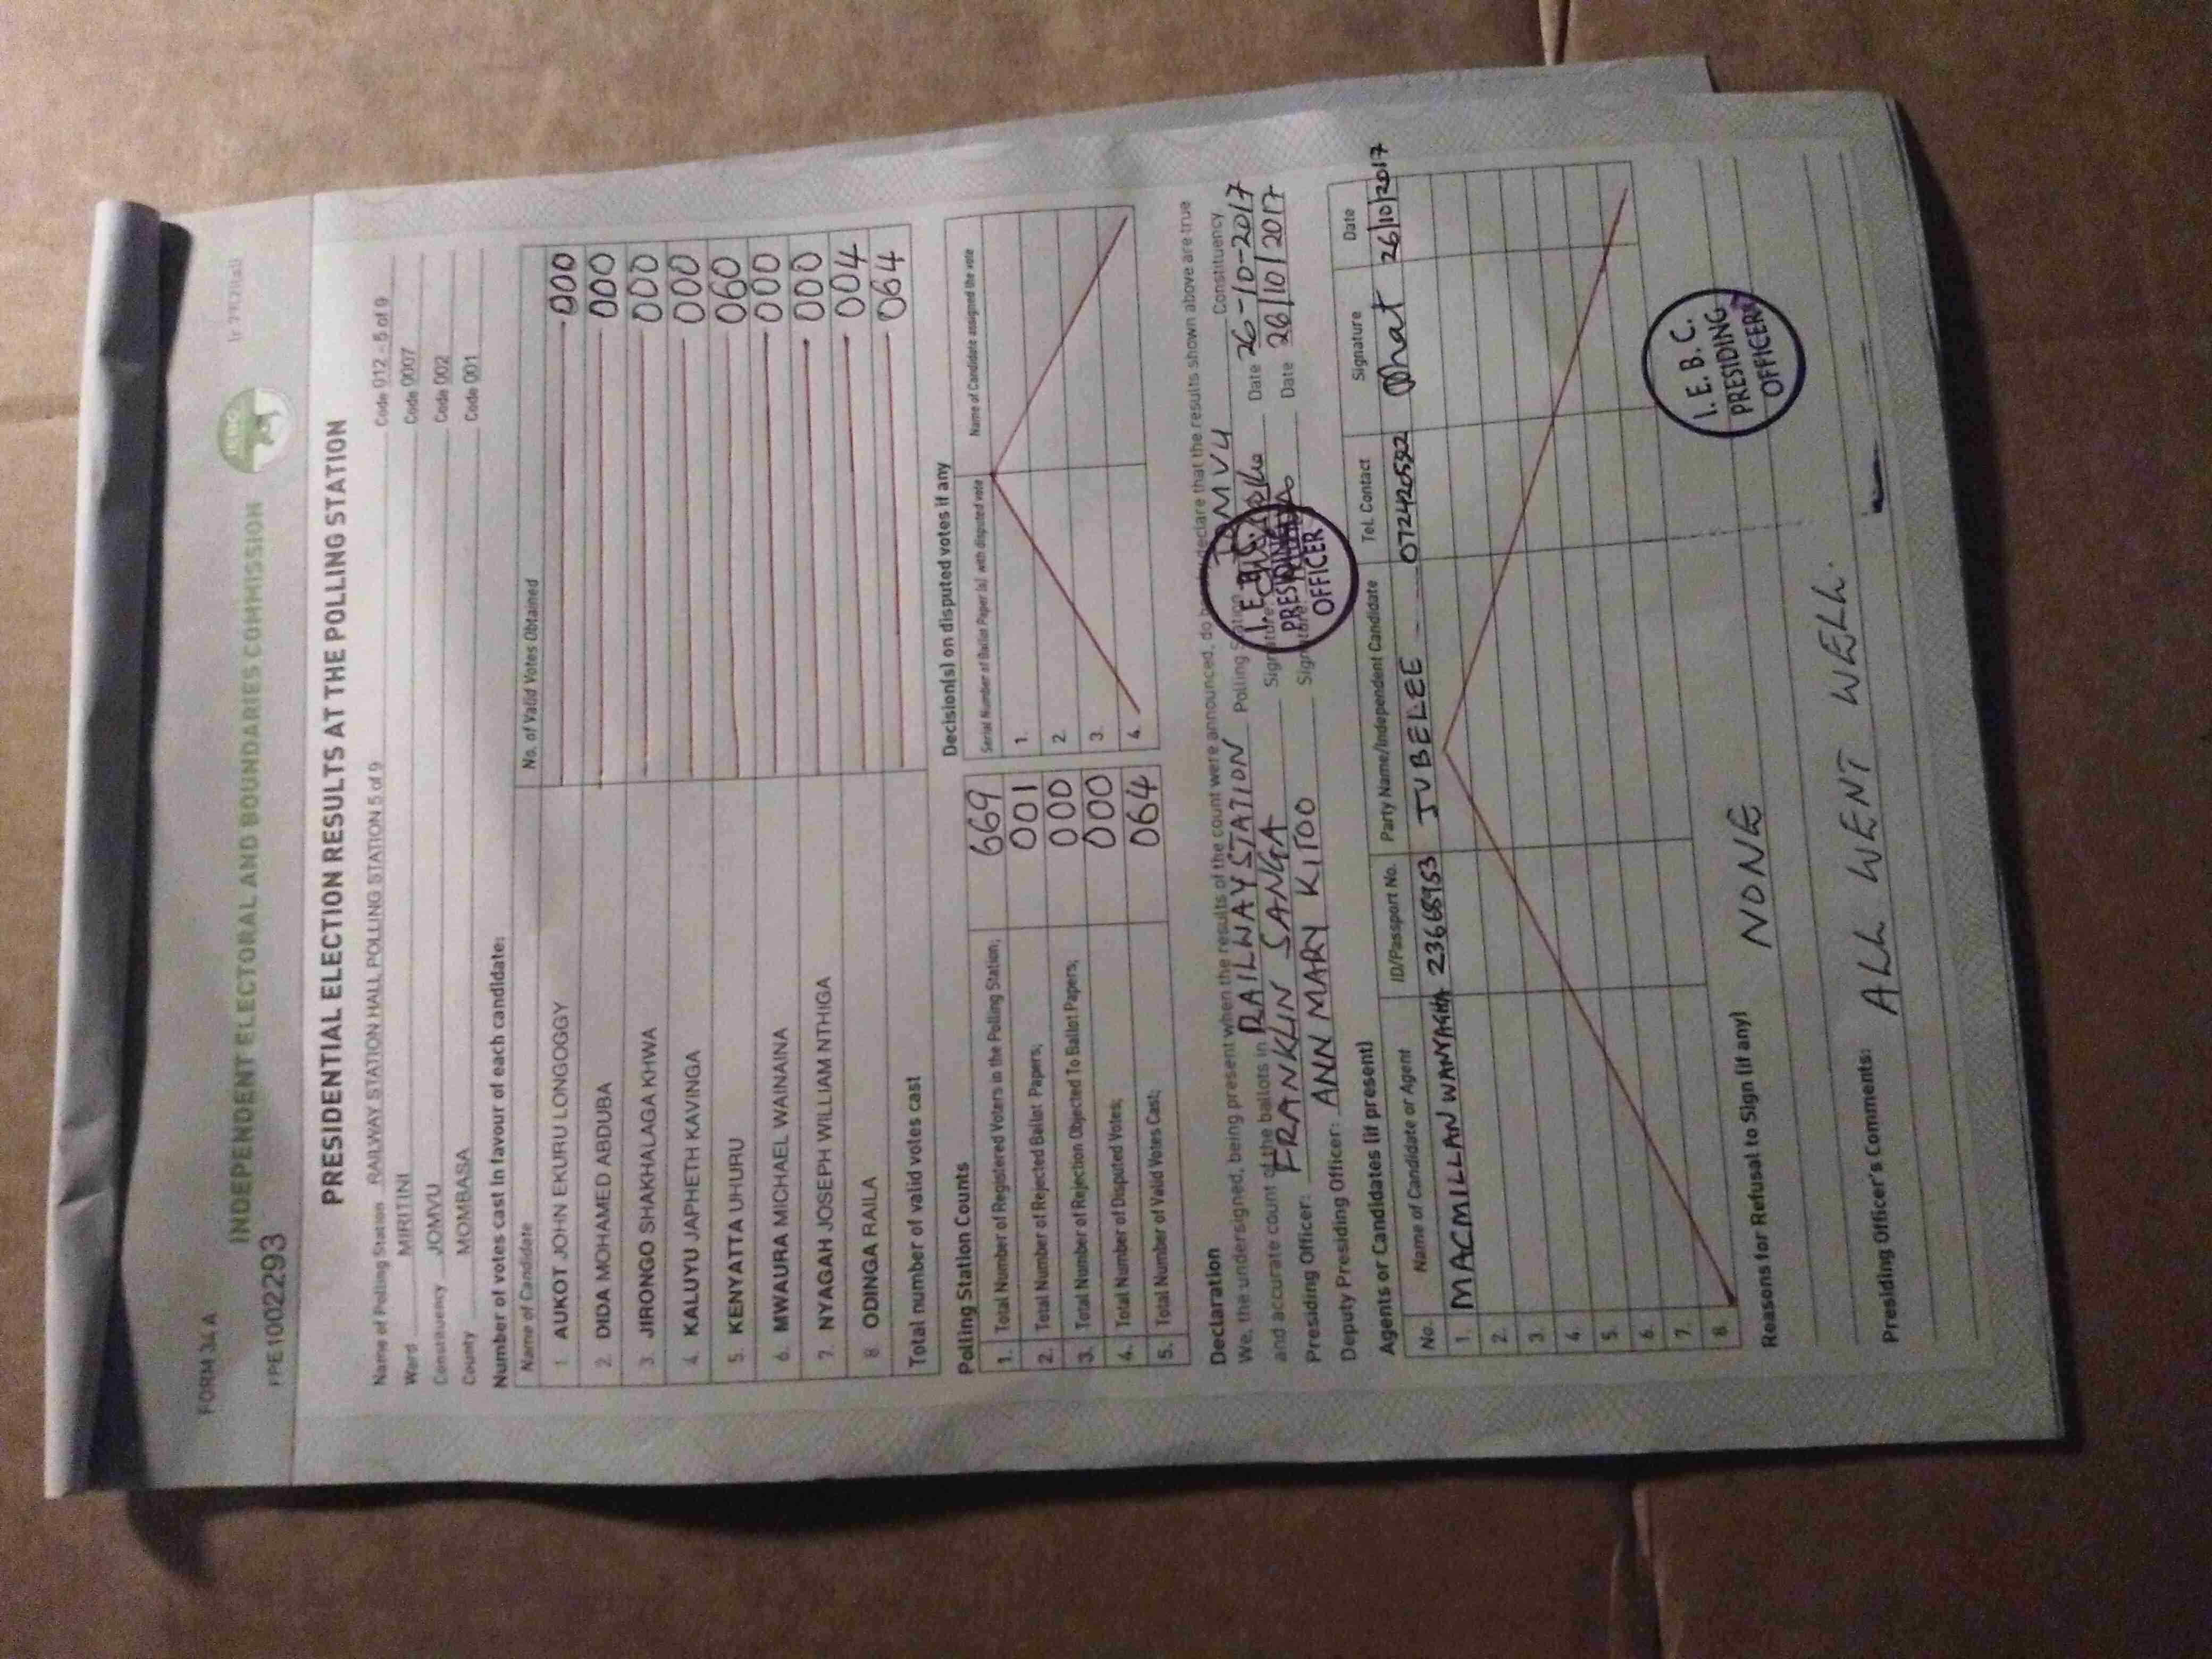 FORM 34A
INDEPENDENT ELECTORAL AND BOUNDARIES COMMISSION
IEBC
FPE1002293
PRESIDENTIAL ELECTION RESULTS AT THE POLLING STATION
Name of Polling Station RAILWAY STATION HALL POLLING STATION 5 of 9 Code 012 - 5 of 9
Ward MIRITINI Code 0007
Constituency JOMVU Code 002
County MOMBASA Code 001
Number of votes cast in favour of each candidate:
Name of Candidate No. of Valid Votes Obtained
1. AUKOT JOHN EKURU LONGOGGY 000
2. DIDA MOHAMED ABDUBA 000
3. JIRONGO SHAKHALAGA KHWA 000
4. KALUYU JAPHETH KAVINGA 000
5. KENYATTA UHURU 060
6. MWAURA MICHAEL WAINAINA 000
7. NYAGAH JOSEPH WILLIAM NTHIGA 000
8 ODINGA RAILA 004
Total number of valid votes cast 064
Polling Station Counts
1. Total Number of Registered Voters in the Polling Station; 669
2. Total Number of Rejected Ballot Papers; 001
3. Total Number of Rejection Objected To Ballot Papers; 000
4. Total Number of Disputed Votes; 000
5. Total Number of Valid Votes Cast; 064
Decision(s) on disputed votes if any
Serial Number of Ballot Paper (s) with disputed vote Name of Candidate assigned the vote
1.
2.
3.
4.
Declaration
We, the undersigned, being present when the results of the count were announced, do hereby declare that the results shown above are true
and accurate count of the ballots in RAILWAY STATION Polling Station JOMVU Constituency
Presiding Officer: FRANKLIN SANGA Signature: Date 26-10-2017
Deputy Presiding Officer: ANN MARY KITOO Signature: Date 26/10/2017
I. E. B. C.
PRESIDING
OFFICER
Agents or Candidates (if present)
No. Name of Candidate or Agent ID/Passport No. Party Name/Independent Candidate Tel. Contact Signature Date
1. MACMILLAN 23668953 JUBELEE 0724420592 26/10/2017
2.
3.
4.
5.
6.
7.
8.
I. E. B. C.
PRESIDING
OFFICER
Reasons for Refusal to Sign (if any) NONE
Presiding Officer's Comments: ALL WENT WELL.